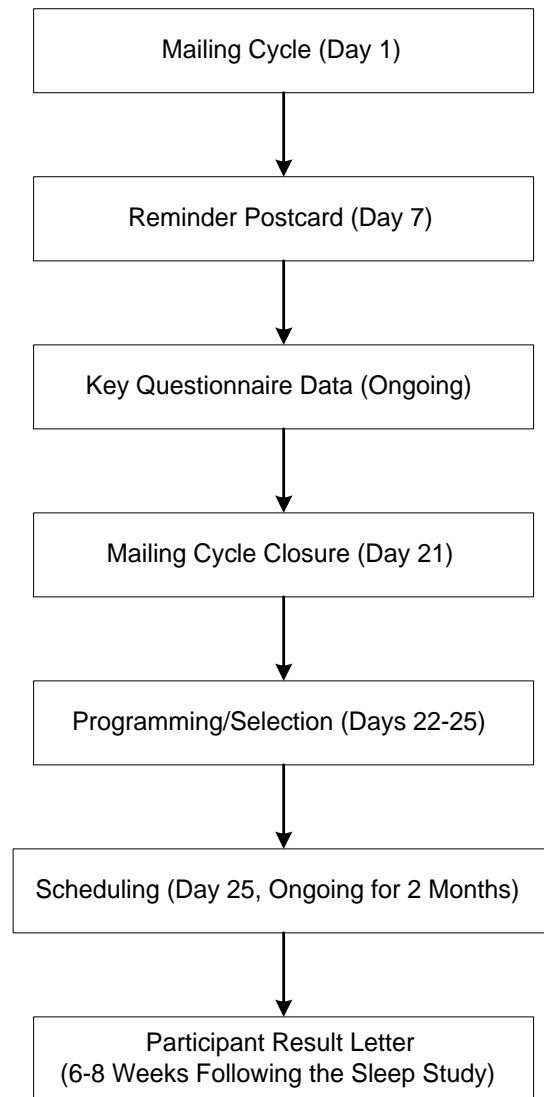 Mailing Cycle (Day 1)
Reminder Postcard (Day 7)
Key Questionnaire Data (Ongoing)
Mailing Cycle Closure (Day 21)
Programming/Selection (Days 22-25)
Scheduling (Day 25, Ongoing for 2 Months)
Participant Result Letter
(6-8 Weeks Following the Sleep Study)